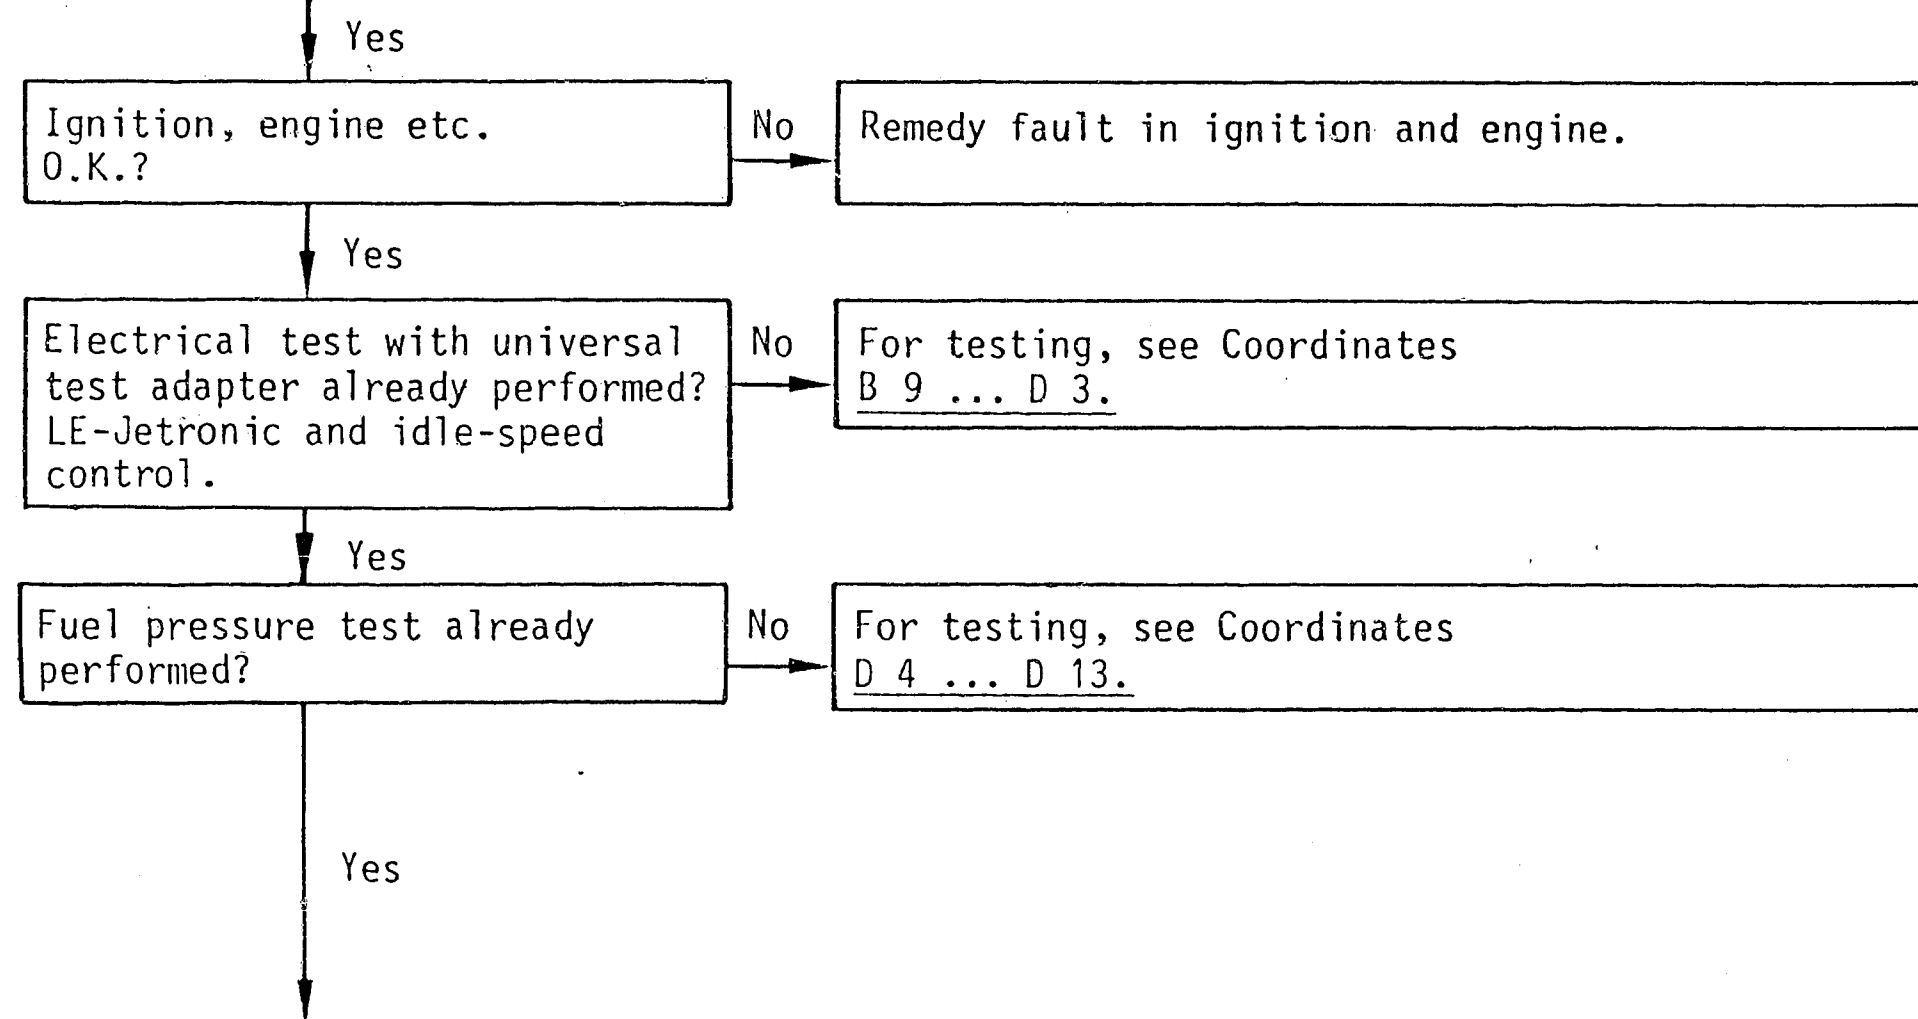 Yes
Ignition, engine etc.
O.K.?
No
Remedy fault in ignition and engine.
Yes
Electrical test with universal
test adapter already performed?
LE-Jetronic and idle-speed
control.
No
For testing, see Coordinates
B 9 ... D 3.
Yes
Fuel pressure test already
performed?
No
For testing, see Coordinates
D 4 ... D 13.
Yes